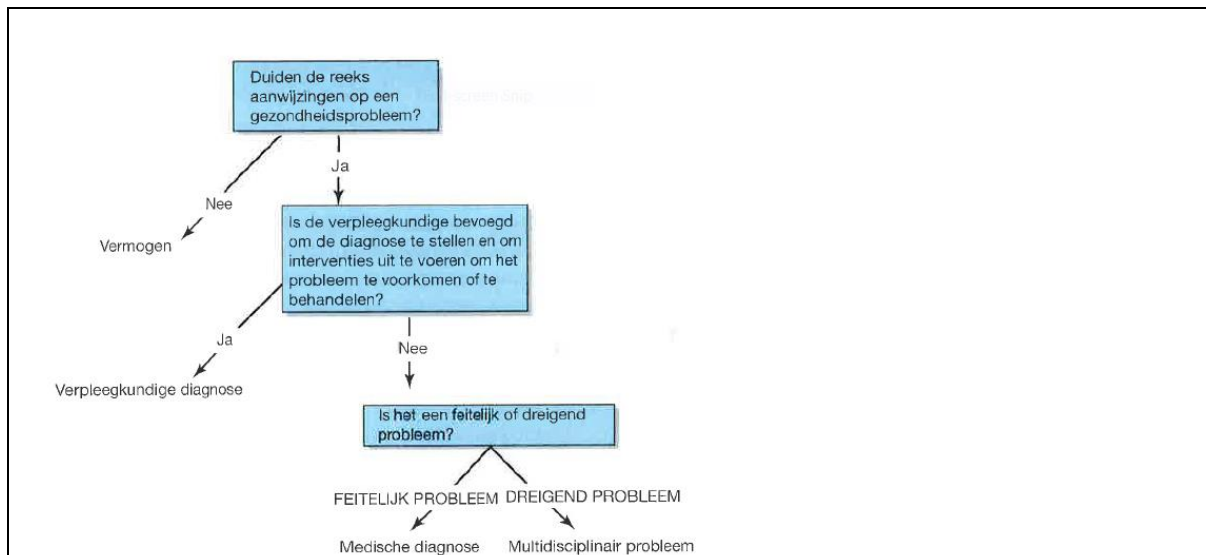 Duiden de reeks
aanwijzingen op een
gezondheidsprobleem?
Ja
Nee
Vermogen
Is de verpleegkundige bevoegd
om de diagnose te stellen en om
interventies uit te voeren om het
probleem te voorkomen of te
behandelen?
Ja
Nee
Verpleegkundige diagnose
Is het een feitelijk of dreigend
probleem?
FEITELIJK PROBLEEM
DREIGEND PROBLEEM
Medische diagnose
Multidisciplinair probleem